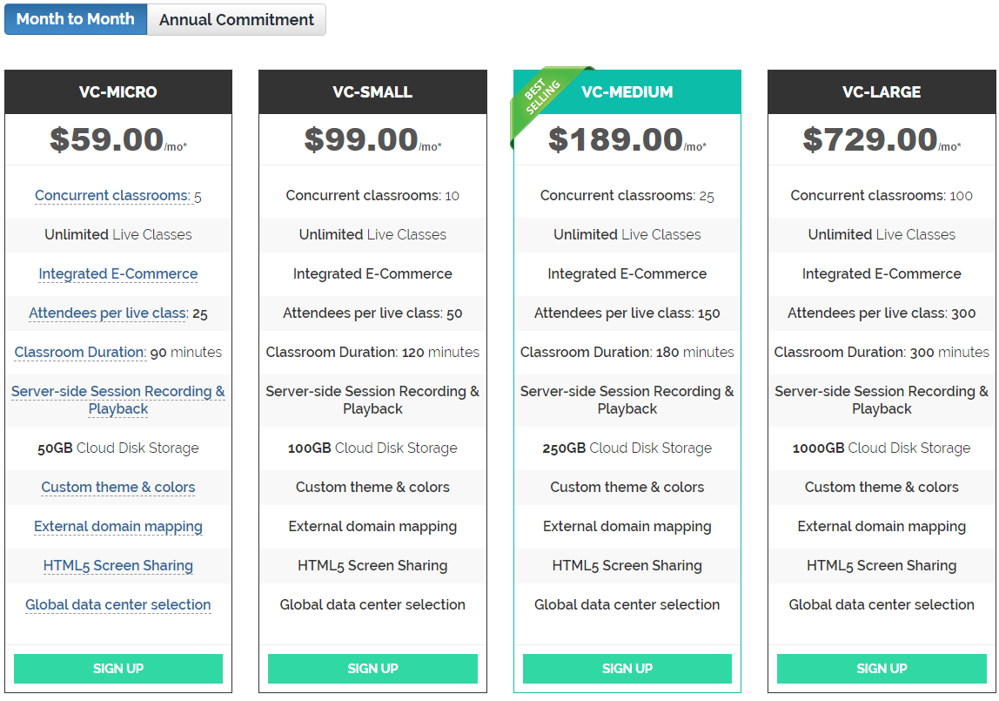 Month to Month
Annual Commitment
VC-MICRO
$59.00/mo*
Concurrent classrooms: 5
Unlimited Live Classes
Integrated E-Commerce
Attendees per live class: 25
Classroom Duration: 90 minutes
Server-side Session Recording &
Playback
50GB Cloud Disk Storage
Custom theme & colors
External domain mapping
HTML5 Screen Sharing
Global data center selection
SIGN UP
VC-SMALL
$99.00/mo*
Concurrent classrooms: 10
Unlimited Live Classes
Integrated E-Commerce
Attendees per live class: 50
Classroom Duration: 120 minutes
Server-side Session Recording &
Playback
100GB Cloud Disk Storage
Custom theme & colors
External domain mapping
HTML5 Screen Sharing
Global data center selection
SIGN UP
BEST
SELLING
VC-MEDIUM
$189.00/mo*
Concurrent classrooms: 25
Unlimited Live Classes
Integrated E-Commerce
Attendees per live class: 150
Classroom Duration: 180 minutes
Server-side Session Recording &
Playback
250GB Cloud Disk Storage
Custom theme & colors
External domain mapping
HTML5 Screen Sharing
Global data center selection
SIGN UP
VC-LARGE
$729.00/mo*
Concurrent classrooms: 100
Unlimited Live Classes
Integrated E-Commerce
Attendees per live class: 300
Classroom Duration: 300 minutes
Server-side Session Recording &
Playback
1000GB Cloud Disk Storage
Custom theme & colors
External domain mapping
HTML5 Screen Sharing
Global data center selection
SIGN UP